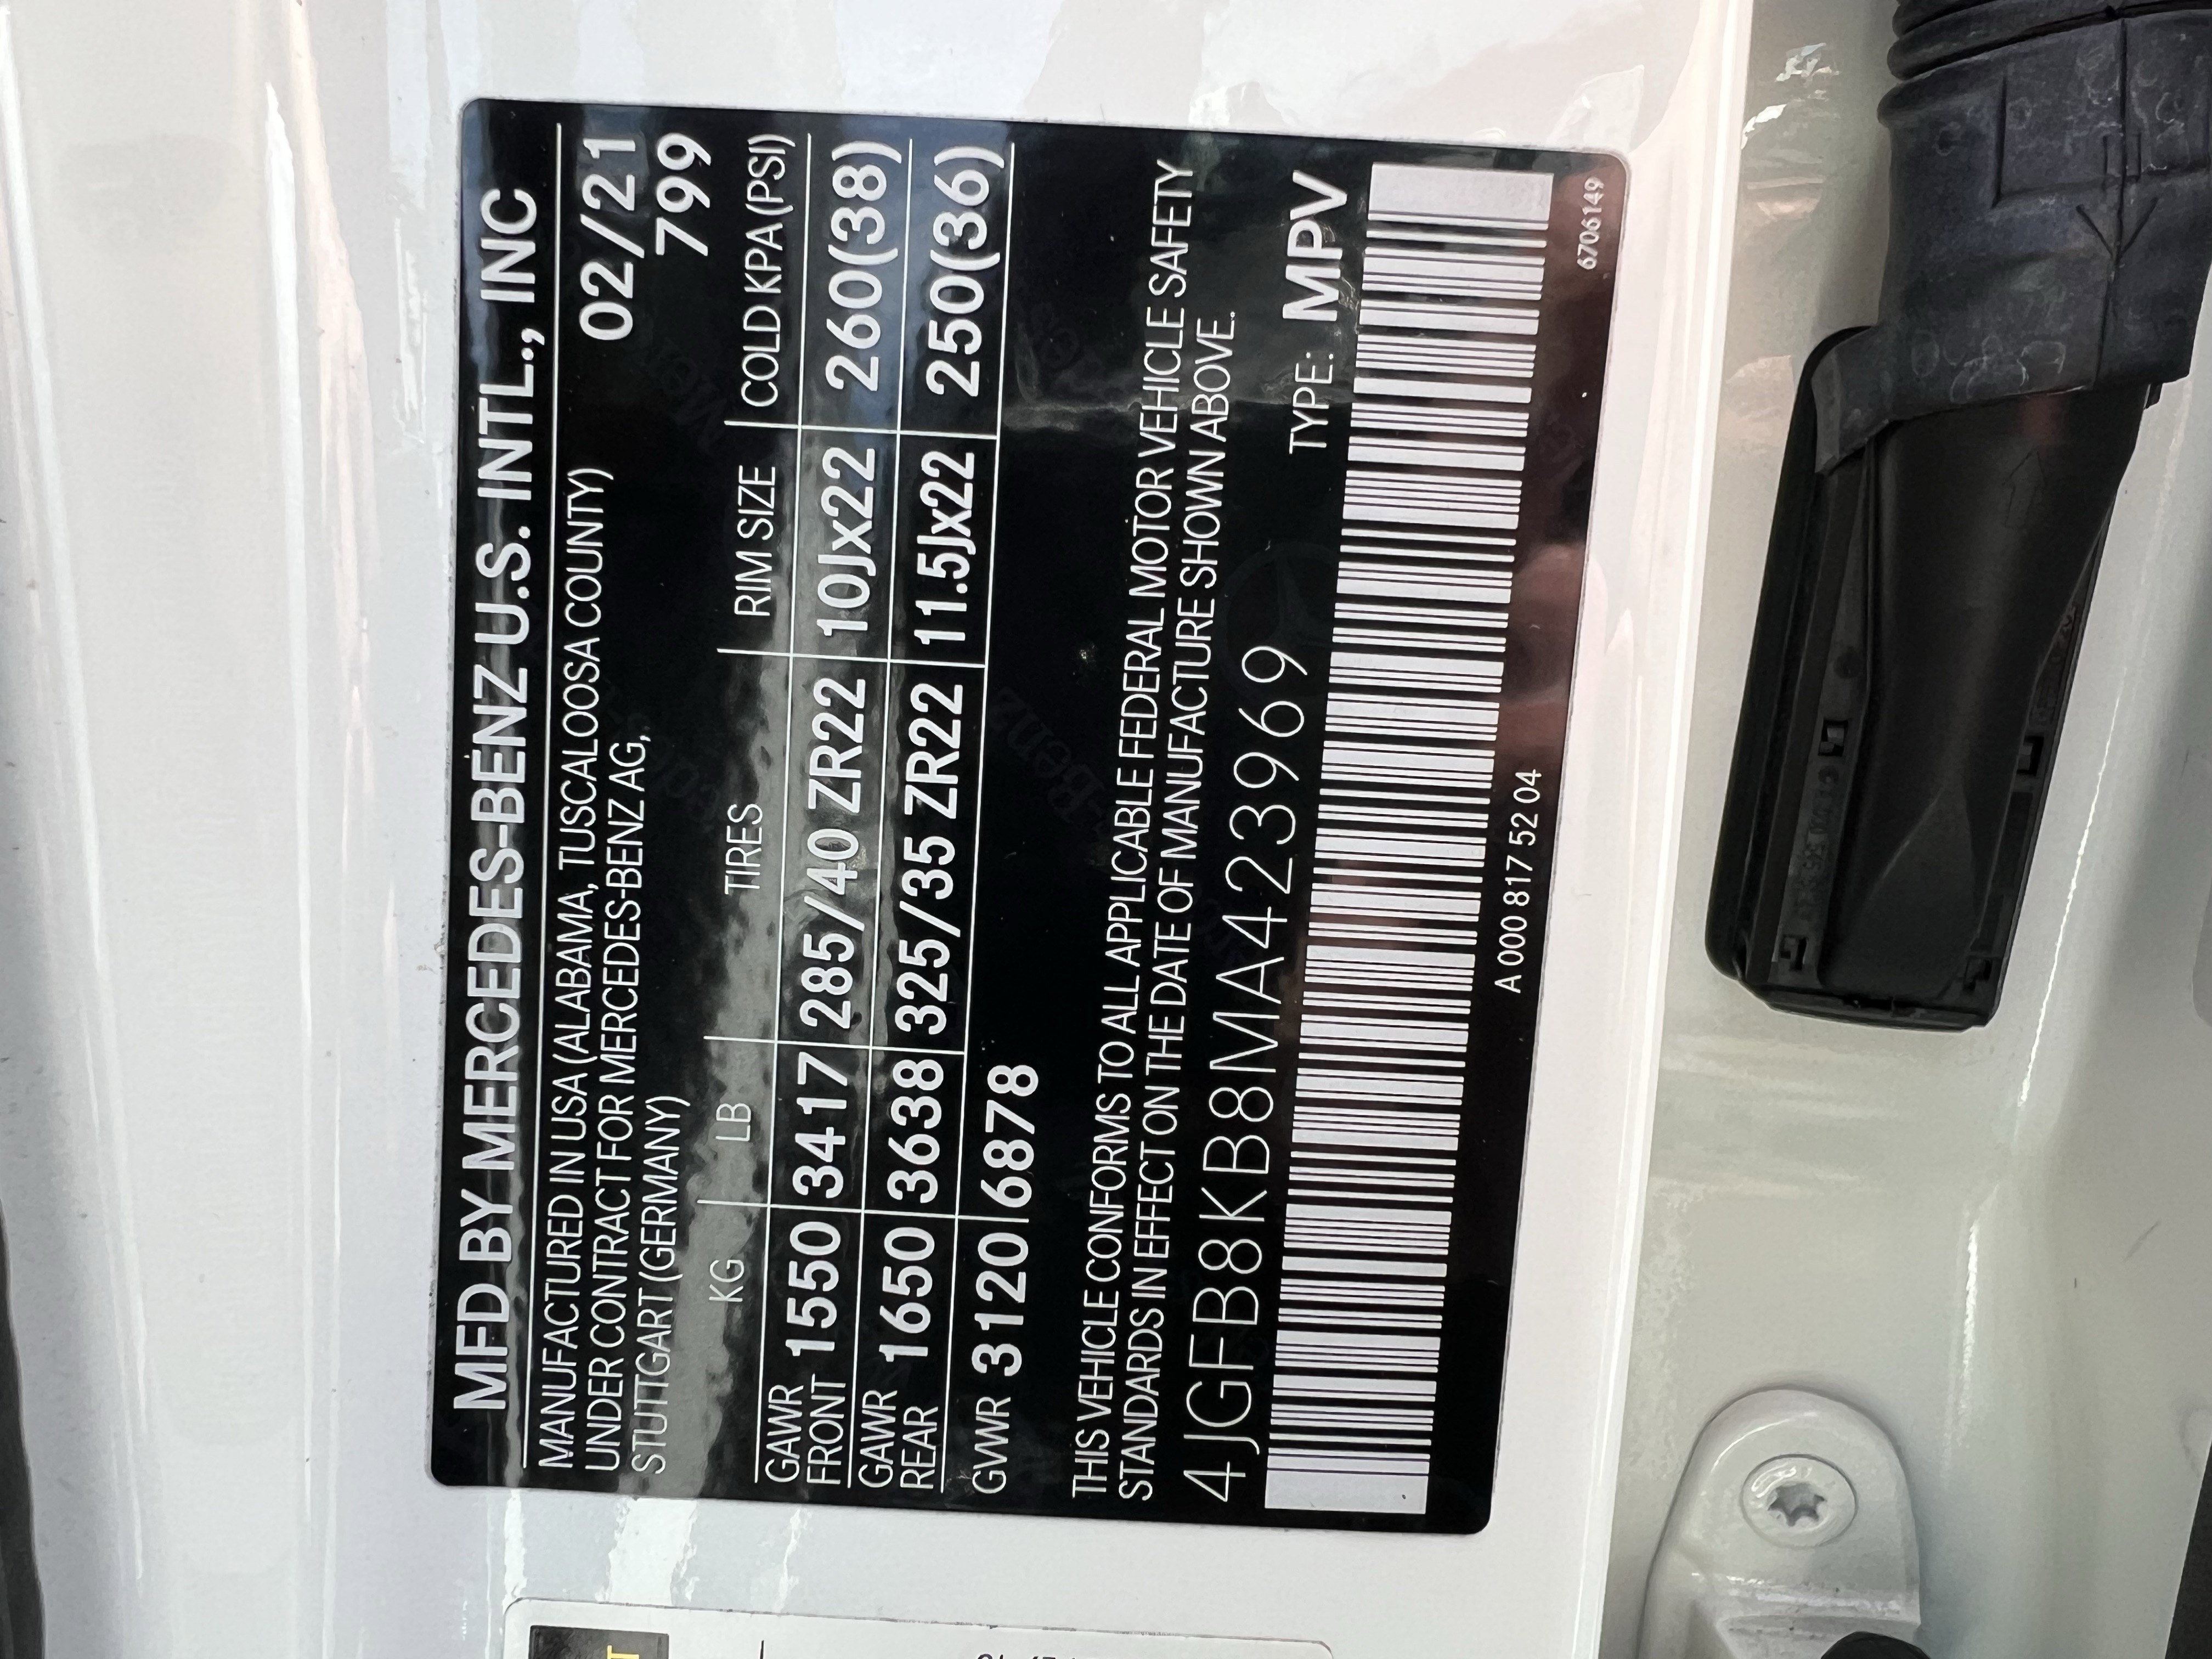 MFD BY MERCEDES-BENZ U.S. INTL., INC
MANUFACTURED IN USA (ALABAMA, TUSCALOOSA COUNTY) 02/21
UNDER CONTRACT FOR MERCEDES-BENZ AG, 799
STUTTGART (GERMANY)
KG LB TIRES RIM SIZE COLD KPA (PSI)
GAWR FRONT 1550 3417 285/40 ZR22 10Jx22 260(38)
GAWR REAR 1650 3638 325/35 ZR22 11.5Jx22 250(36)
GVWR 3120 6878
THIS VEHICLE CONFORMS TO ALL APPLICABLE FEDERAL MOTOR VEHICLE SAFETY
STANDARDS IN EFFECT ON THE DATE OF MANUFACTURE SHOWN ABOVE.
4JGFB8KB8MA423969 TYPE: MPV
A 000 817 52 04
6706149